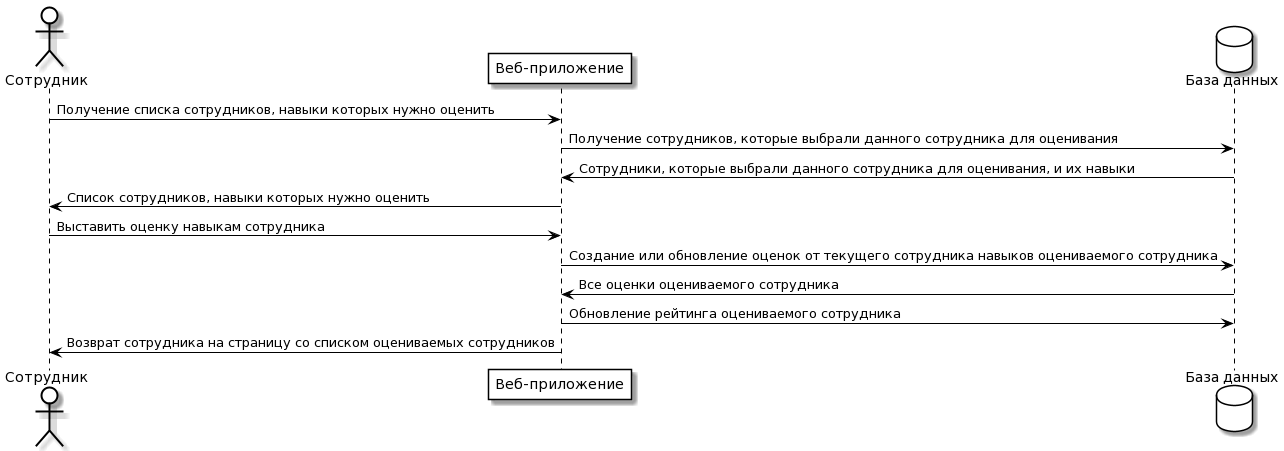 Сотрудник
Веб-приложение
База данных
Получение списка сотрудников, навыки которых нужно оценить
Получение сотрудников, которые выбрали данного сотрудника для оценивания
Сотрудники, которые выбрали данного сотрудника для оценивания, и их навыки
Список сотрудников, навыки которых нужно оценить
Выставить оценку навыкам сотрудника
Создание или обновление оценок от текущего сотрудника навыков оцениваемого сотрудника
Все оценки оцениваемого сотрудника
Обновление рейтинга оцениваемого сотрудника
Возврат сотрудника на страницу со списком оцениваемых сотрудников
Сотрудник
Веб-приложение
База данных